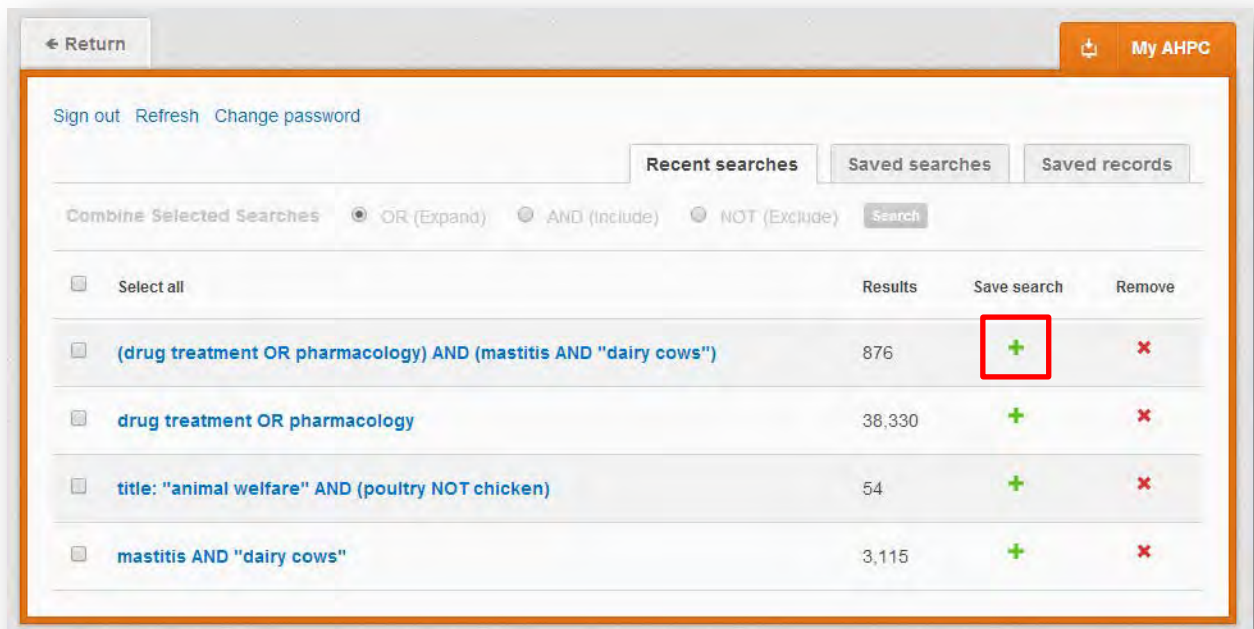 Return
My AHPC
Sign out Refresh Change password
Recent searches Saved searches Saved records
Combine Selected Searches OR (Expand) AND (Include) NOT (Exclude) Search
Select all Results Save search Remove
(drug treatment OR pharmacology) AND (mastitis AND "dairy cows") 876
drug treatment OR pharmacology 38,330
title: "animal welfare" AND (poultry NOT chicken) 54
mastitis AND "dairy cows" 3,115